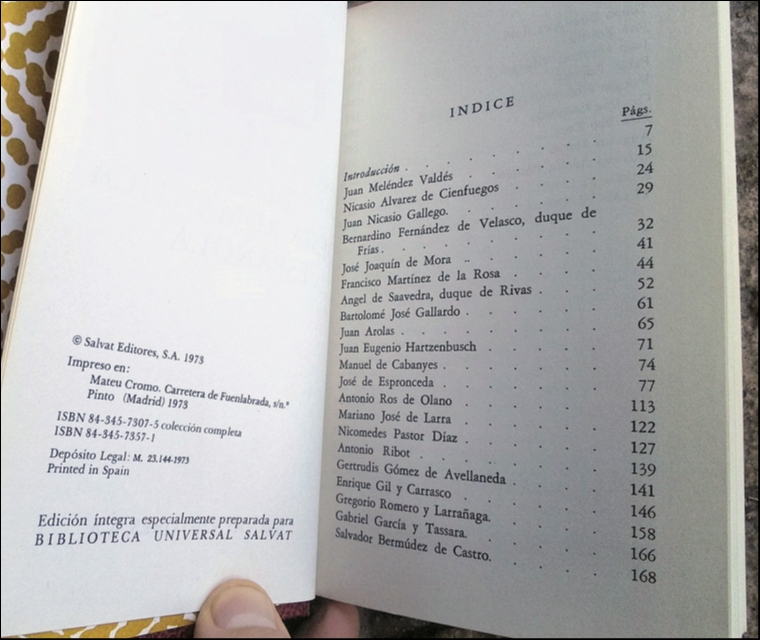 © Salvat Editores, S.A. 1973
Impreso en:
Mateu Cromo. Carretera de Fuenlabrada, s/n.º
Pinto (Madrid) 1973
ISBN 84-345-7307-5 colección completa
ISBN 84-345-7357-1
Depósito Legal: M. 23.144-1973
Printed in Spain
Edición íntegra especialmente preparada para
BIBLIOTECA UNIVERSAL SALVAT
INDICE
Págs.
Introducción . . . . . . . 7
Juan Meléndez Valdés . . . . . 15
Nicasio Alvarez de Cienfuegos . . . . 24
Juan Nicasio Gallego. . . . . . 29
Bernardino Fernández de Velasco, duque de
Frías . . . . . . . . 32
José Joaquín de Mora . . . . . . 41
Francisco Martínez de la Rosa . . . . 44
Angel de Saavedra, duque de Rivas . . . 52
Bartolomé José Gallardo . . . . . 61
Juan Arolas . . . . . . . 65
Juan Eugenio Hartzenbusch . . . . 71
Manuel de Cabanyes . . . . . . 74
José de Espronceda . . . . . . 77
Antonio Ros de Olano . . . . . 113
Mariano José de Larra . . . . . 122
Nicomedes Pastor Díaz . . . . . 127
Antonio Ribot . . . . . . . 139
Gertrudis Gómez de Avellaneda . . . . 141
Enrique Gil y Carrasco . . . . . 146
Gregorio Romero y Larrañaga. . . . . 158
Gabriel García y Tassara. . . . . . 166
Salvador Bermúdez de Castro. . . . . 168